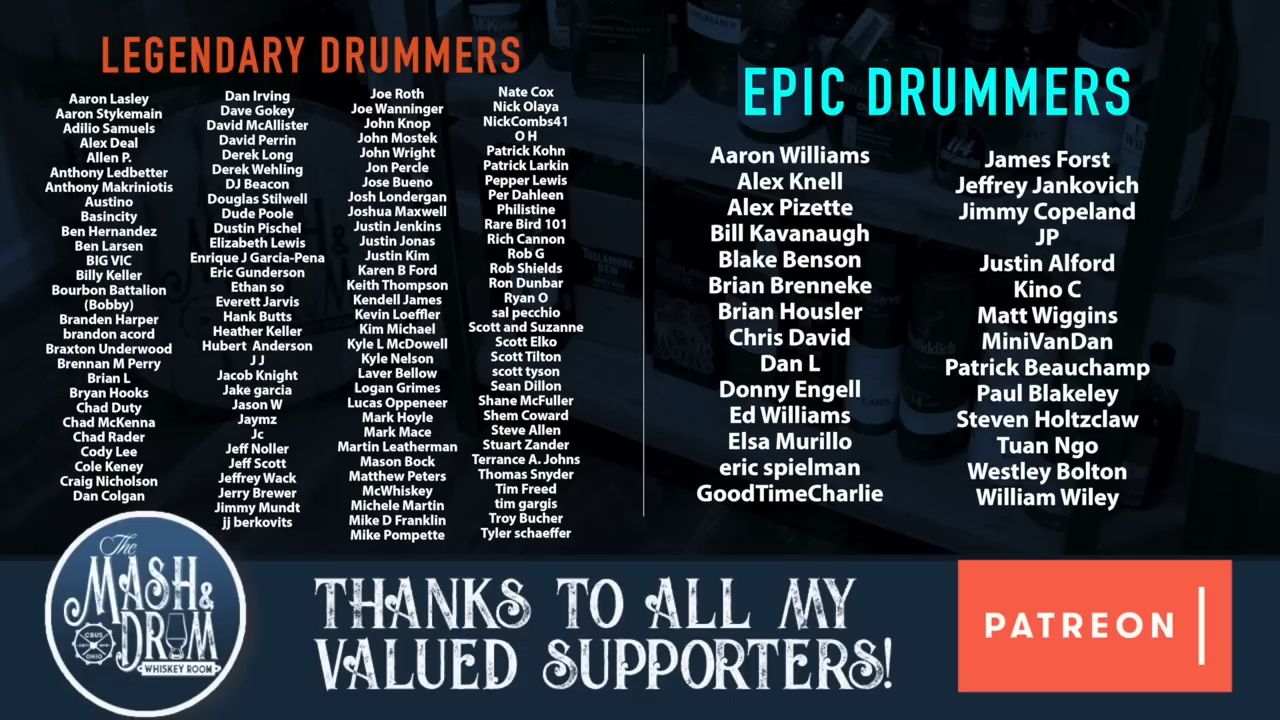 LEGENDARY DRUMMERS
Aaron Lasley
Aaron Stykemain
Adilio Samuels
Alex Deal
Allen P.
Anthony Ledbetter
Anthony Makriniotis
Austino
Basincity
Ben Hernandez
Ben Larsen
BIG VIC
Billy Keller
Bourbon Battalion
(Bobby)
Branden Harper
brandon acord
Braxton Underwood
Brennan M Perry
Brian L
Bryan Hooks
Chad Duty
Chad McKenna
Chad Rader
Cody Lee
Cole Keney
Craig Nicholson
Dan Colgan
Dan Irving
Dave Gokey
David McAllister
David Perrin
Derek Long
Derek Wehling
DJ Beacon
Douglas Stilwell
Dude Poole
Dustin Pischel
Elizabeth Lewis
Enrique J Garcia-Pena
Eric Gunderson
Ethan so
Everett Jarvis
Hank Butts
Heather Keller
Hubert Anderson
J J
Jacob Knight
Jake garcia
Jason W
Jaymz
Jc
Jeff Noller
Jeff Scott
Jeffrey Wack
Jerry Brewer
Jimmy Mundt
jj berkovits
Joe Roth
Joe Wanninger
John Knop
John Mostek
John Wright
Jon Percle
Jose Bueno
Josh Londergan
Joshua Maxwell
Justin Jenkins
Justin Jonas
Justin Kim
Karen B Ford
Keith Thompson
Kendell James
Kevin Loeffler
Kim Michael
Kyle L McDowell
Kyle Nelson
Laver Bellow
Logan Grimes
Lucas Oppeneer
Mark Hoyle
Mark Mace
Martin Leatherman
Mason Bock
Matthew Peters
McWhiskey
Michele Martin
Mike D Franklin
Mike Pompette
Nate Cox
Nick Olaya
NickCombs41
O H
Patrick Kohn
Patrick Larkin
Pepper Lewis
Per Dahleen
Philistine
Rare Bird 101
Rich Cannon
Rob G
Rob Shields
Ron Dunbar
Ryan O
sal pecchio
Scott and Suzanne
Scott Elko
Scott Tilton
scott tyson
Sean Dillon
Shane McFuller
Shem Coward
Steve Allen
Stuart Zander
Terrance A. Johns
Thomas Snyder
Tim Freed
tim gargis
Troy Bucher
Tyler schaeffer
EPIC DRUMMERS
Aaron Williams
Alex Knell
Alex Pizette
Bill Kavanaugh
Blake Benson
Brian Brenneke
Brian Housler
Chris David
Dan L
Donny Engell
Ed Williams
Elsa Murillo
eric spielman
GoodTimeCharlie
James Forst
Jeffrey Jankovich
Jimmy Copeland
JP
Justin Alford
Kino C
Matt Wiggins
MiniVanDan
Patrick Beauchamp
Paul Blakeley
Steven Holtzclaw
Tuan Ngo
Westley Bolton
William Wiley
The
MASH &
DRUM
CBUS
OHIO
WHISKEY ROOM
THANKS TO ALL MY
VALUED SUPPORTERS!
PATREON